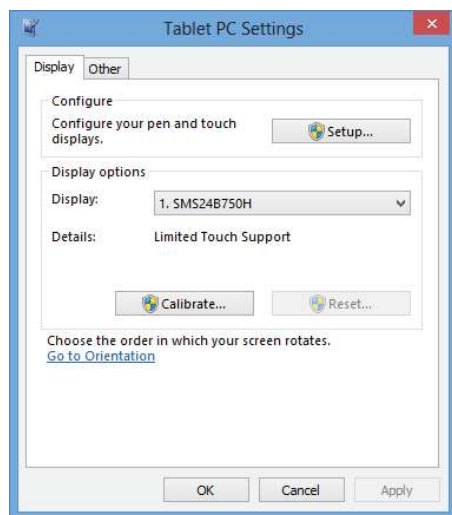 Tablet PC Settings
Display
Other
Configure
Configure your pen and touch
displays.
Setup...
Display options
Display:
1. SMS24B750H
Details:
Limited Touch Support
Calibrate...
Reset...
Choose the order in which your screen rotates.
Go to Orientation
OK
Cancel
Apply